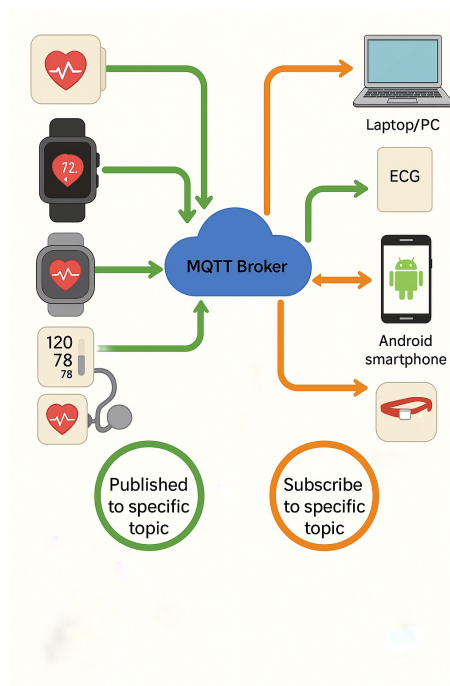 72.
120
78
78
MQTT Broker
Laptop/PC
ECG
Android
smartphone
Published
to specific
topic
Subscribe
to specific
topic